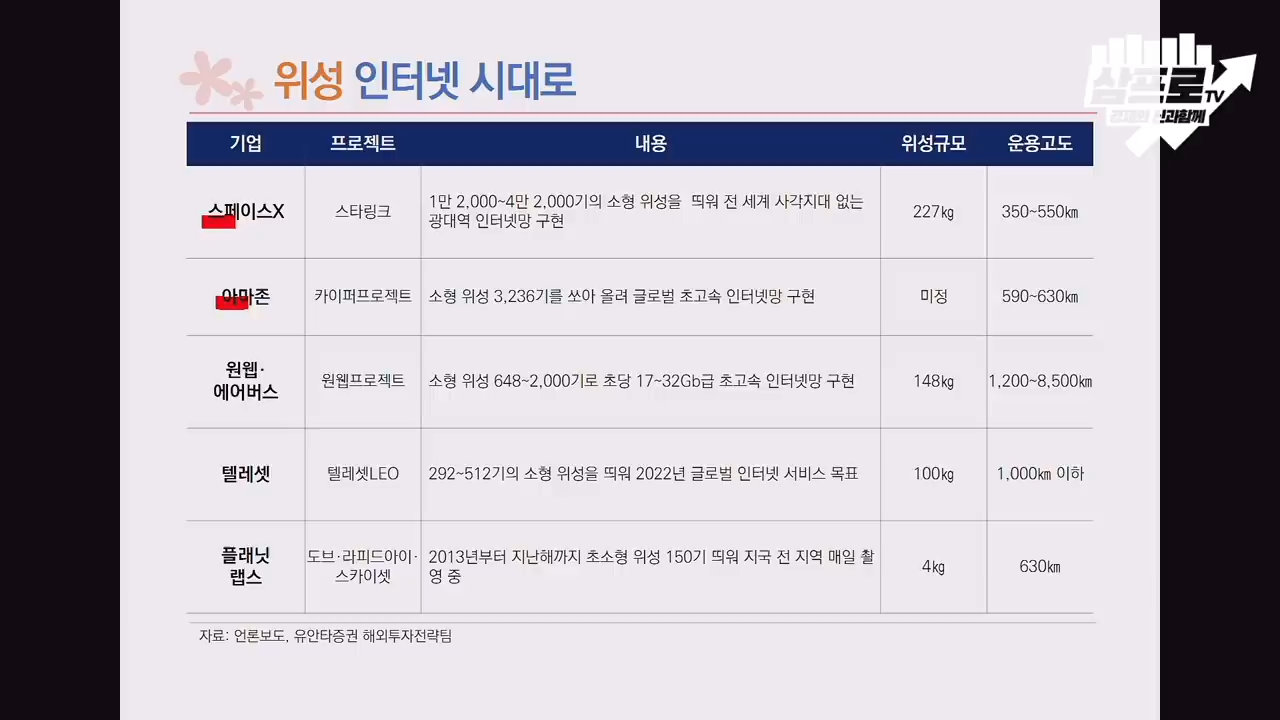 위성 인터넷 시대로
삼프로TV
경제의 신과함께
기업 프로젝트 내용 위성규모 운용고도
스페이스X 스타링크 1만 2,000~4만 2,000기의 소형 위성을 띄워 전 세계 사각지대 없는
광대역 인터넷망 구현 227㎏ 350~550㎞
아마존 카이퍼프로젝트 소형 위성 3,236기를 쏘아 올려 글로벌 초고속 인터넷망 구현 미정 590~630㎞
원웹·
에어버스 원웹프로젝트 소형 위성 648~2,000기로 초당 17~32Gb급 초고속 인터넷망 구현 148㎏ 1,200~8,500㎞
텔레셋 텔레셋LEO 292~512기의 소형 위성을 띄워 2022년 글로벌 인터넷 서비스 목표 100㎏ 1,000㎞ 이하
플래닛
랩스 도브·라피드아이·
스카이셋 2013년부터 지난해까지 초소형 위성 150기 띄워 지국 전 지역 매일 촬
영 중 4㎏ 630㎞
자료: 언론보도, 유안타증권 해외투자전략팀